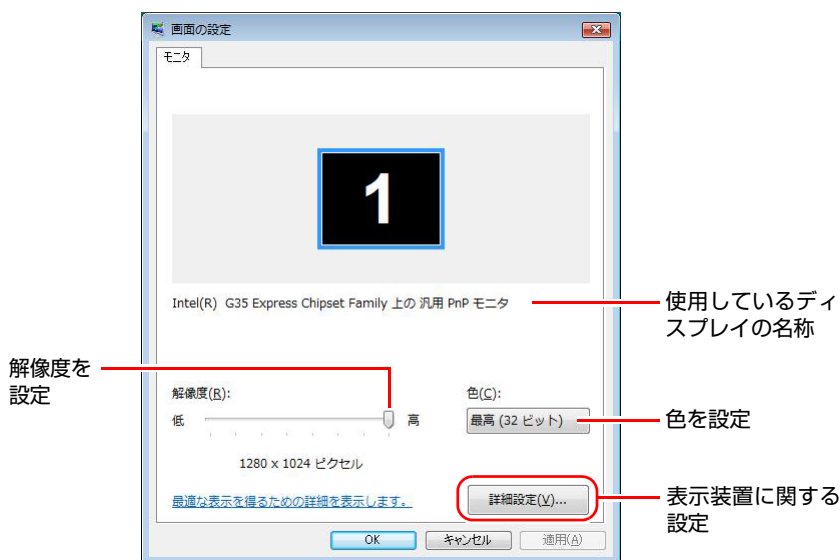 画面の設定
モニタ
1
Intel(R) G35 Express Chipset Family 上の 汎用 PnP モニタ
使用しているディ
スプレイの名称
解像度を
設定
解像度(R):
低
高
1280 x 1024 ピクセル
色(C):
最高 (32 ビット)
色を設定
最適な表示を得るための詳細を表示します。
詳細設定(V)...
表示装置に関する
設定
OK
キャンセル
適用(A)